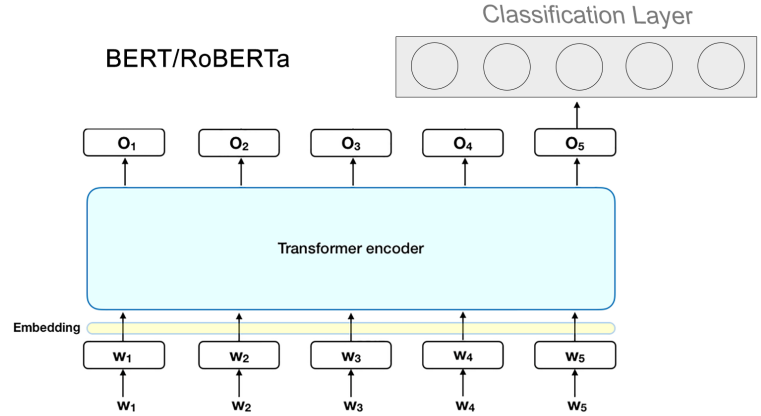 Classification Layer
BERT/RoBERTa
O₁ O₂ O₃ O₄ O₅
Transformer encoder
Embedding
W₁ W₂ W₃ W₄ W₅
W₁ W₂ W₃ W₄ W₅